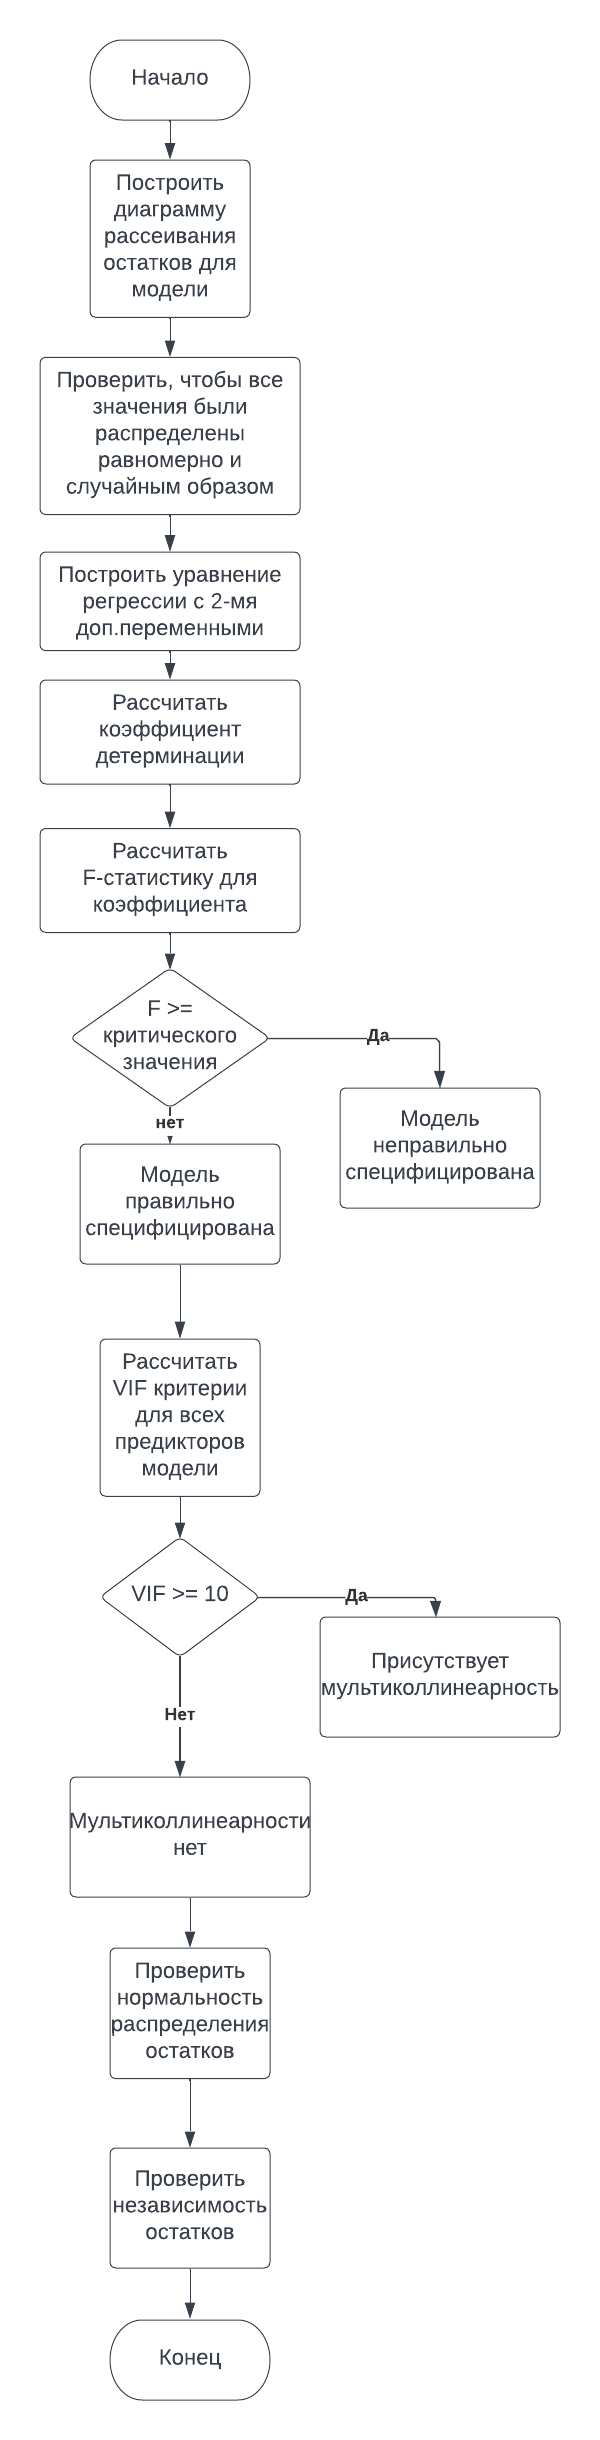 Начало
Построить
диаграмму
рассеивания
остатков для
модели
Проверить, чтобы все
значения были
распределены
равномерно и
случайным образом
Построить уравнение
регрессии с 2-мя
доп.переменными
Рассчитать
коэффициент
детерминации
Рассчитать
F-статистику для
коэффициента
F >=
критического
значения
Да
Модель
неправильно
специфицирована
нет
Модель
правильно
специфицирована
Рассчитать
VIF критерии
для всех
предикторов
модели
VIF >= 10
Да
Присутствует
мультиколлинеарность
Нет
Мультиколлинеарности
нет
Проверить
нормальность
распределения
остатков
Проверить
независимость
остатков
Конец